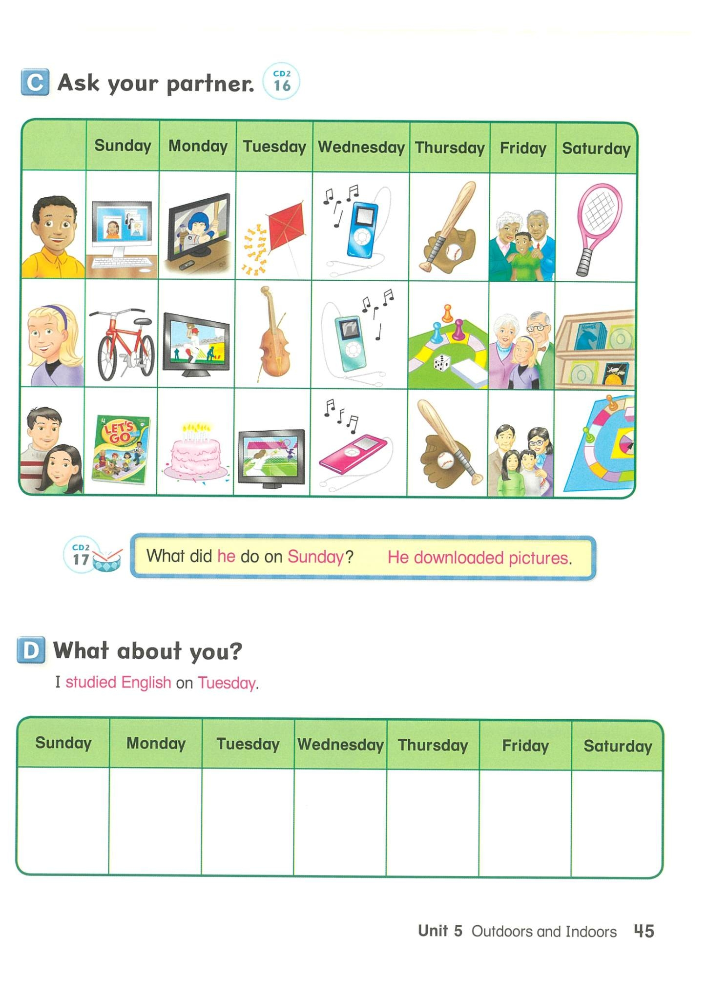 C Ask your partner. CD2 16
Sunday Monday Tuesday Wednesday Thursday Friday Saturday
HORSE
4
LET'S
GO
CD2
17
What did he do on Sunday? He downloaded pictures.
D What about you?
I studied English on Tuesday.
Sunday Monday Tuesday Wednesday Thursday Friday Saturday
Unit 5 Outdoors and Indoors 45